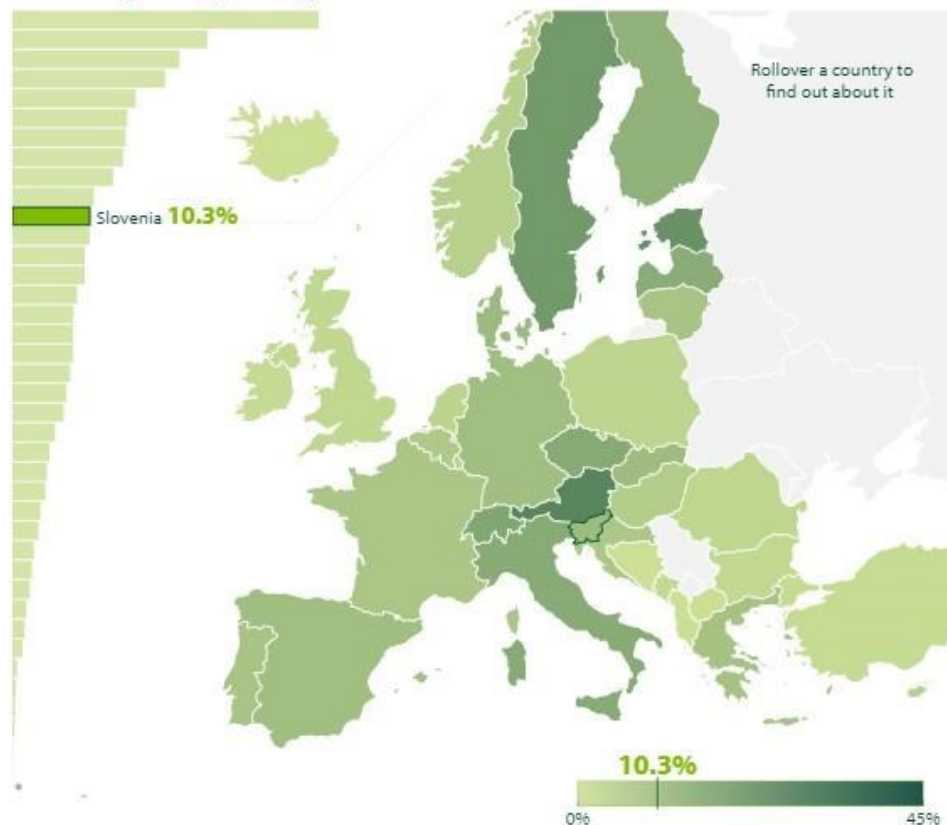 Rollover a country to
find out about it
Slovenia 10.3%
10.3%
0%
45%